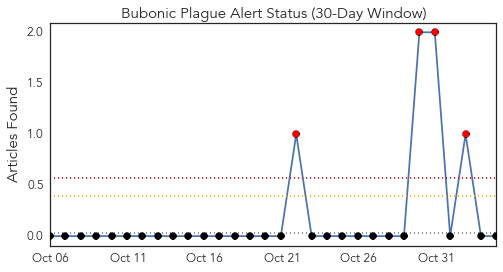 Bubonic Plague Alert Status (30-Day Window)
Articles Found
2.0
1.5
1.0
0.5
0.0
Oct 06 Oct 11 Oct 16 Oct 21 Oct 26 Oct 31